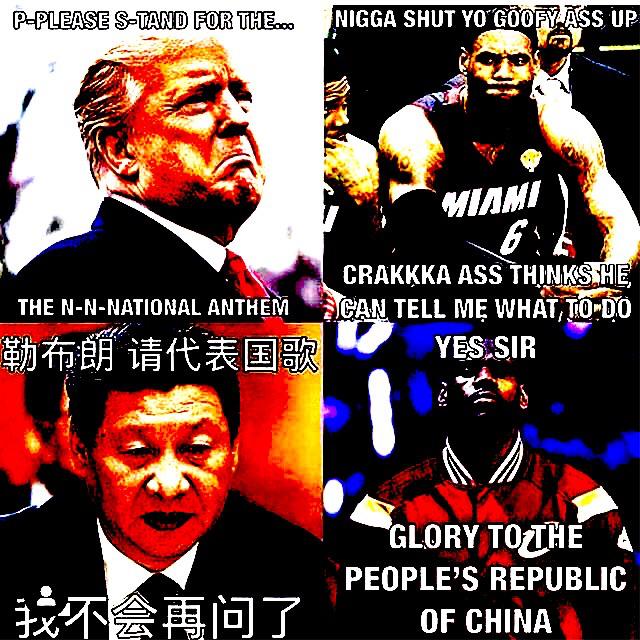 P-PLEASE S-TAND FOR THE...
THE N-N-NATIONAL ANTHEM
NIGGA SHUT YO GOOFY ASS UP
MIAMI
6
CRAKKKA ASS THINKS HE
CAN TELL ME WHAT TO DO
勒布朗 请代表国歌
我不会再问了
YES SIR
GLORY TO THE
PEOPLE'S REPUBLIC
OF CHINA